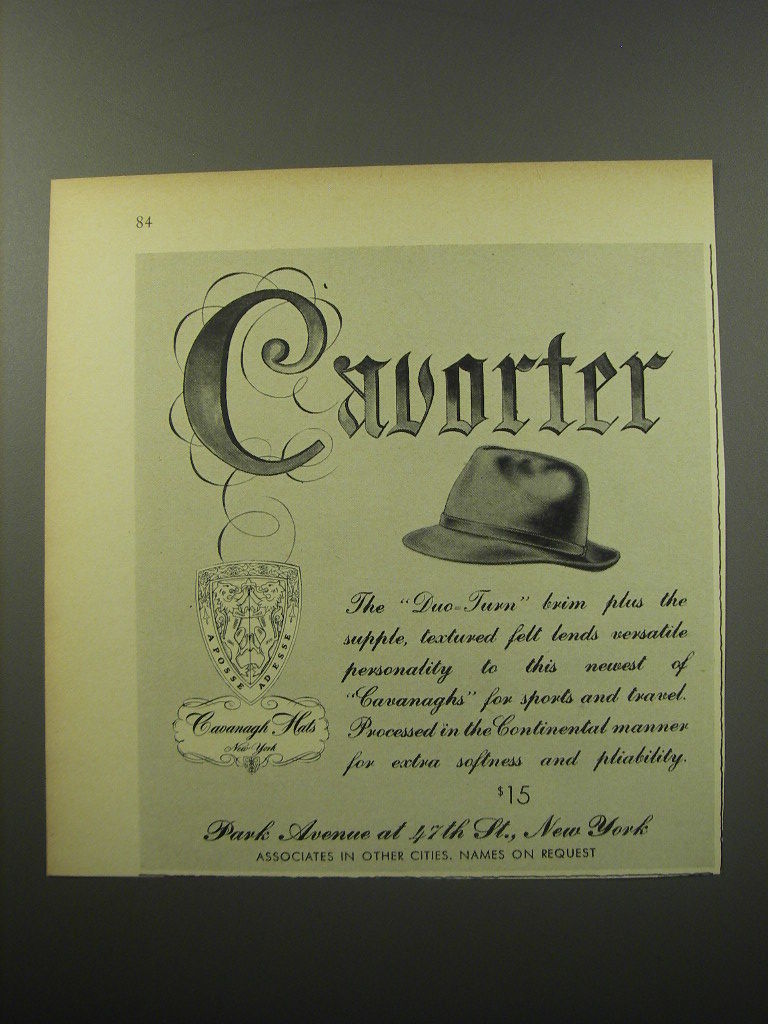 84
Cavorter
The "Duo-Turn" brim plus the
supple, textured felt lends versatile
personality to this newest of
"Cavanaghs" for sports and travel.
Processed in the Continental manner
for extra softness and pliability.
$15
A POSSE AD ESSE
Cavanagh Hats
New York
Park Avenue at 47th St., New York
ASSOCIATES IN OTHER CITIES. NAMES ON REQUEST